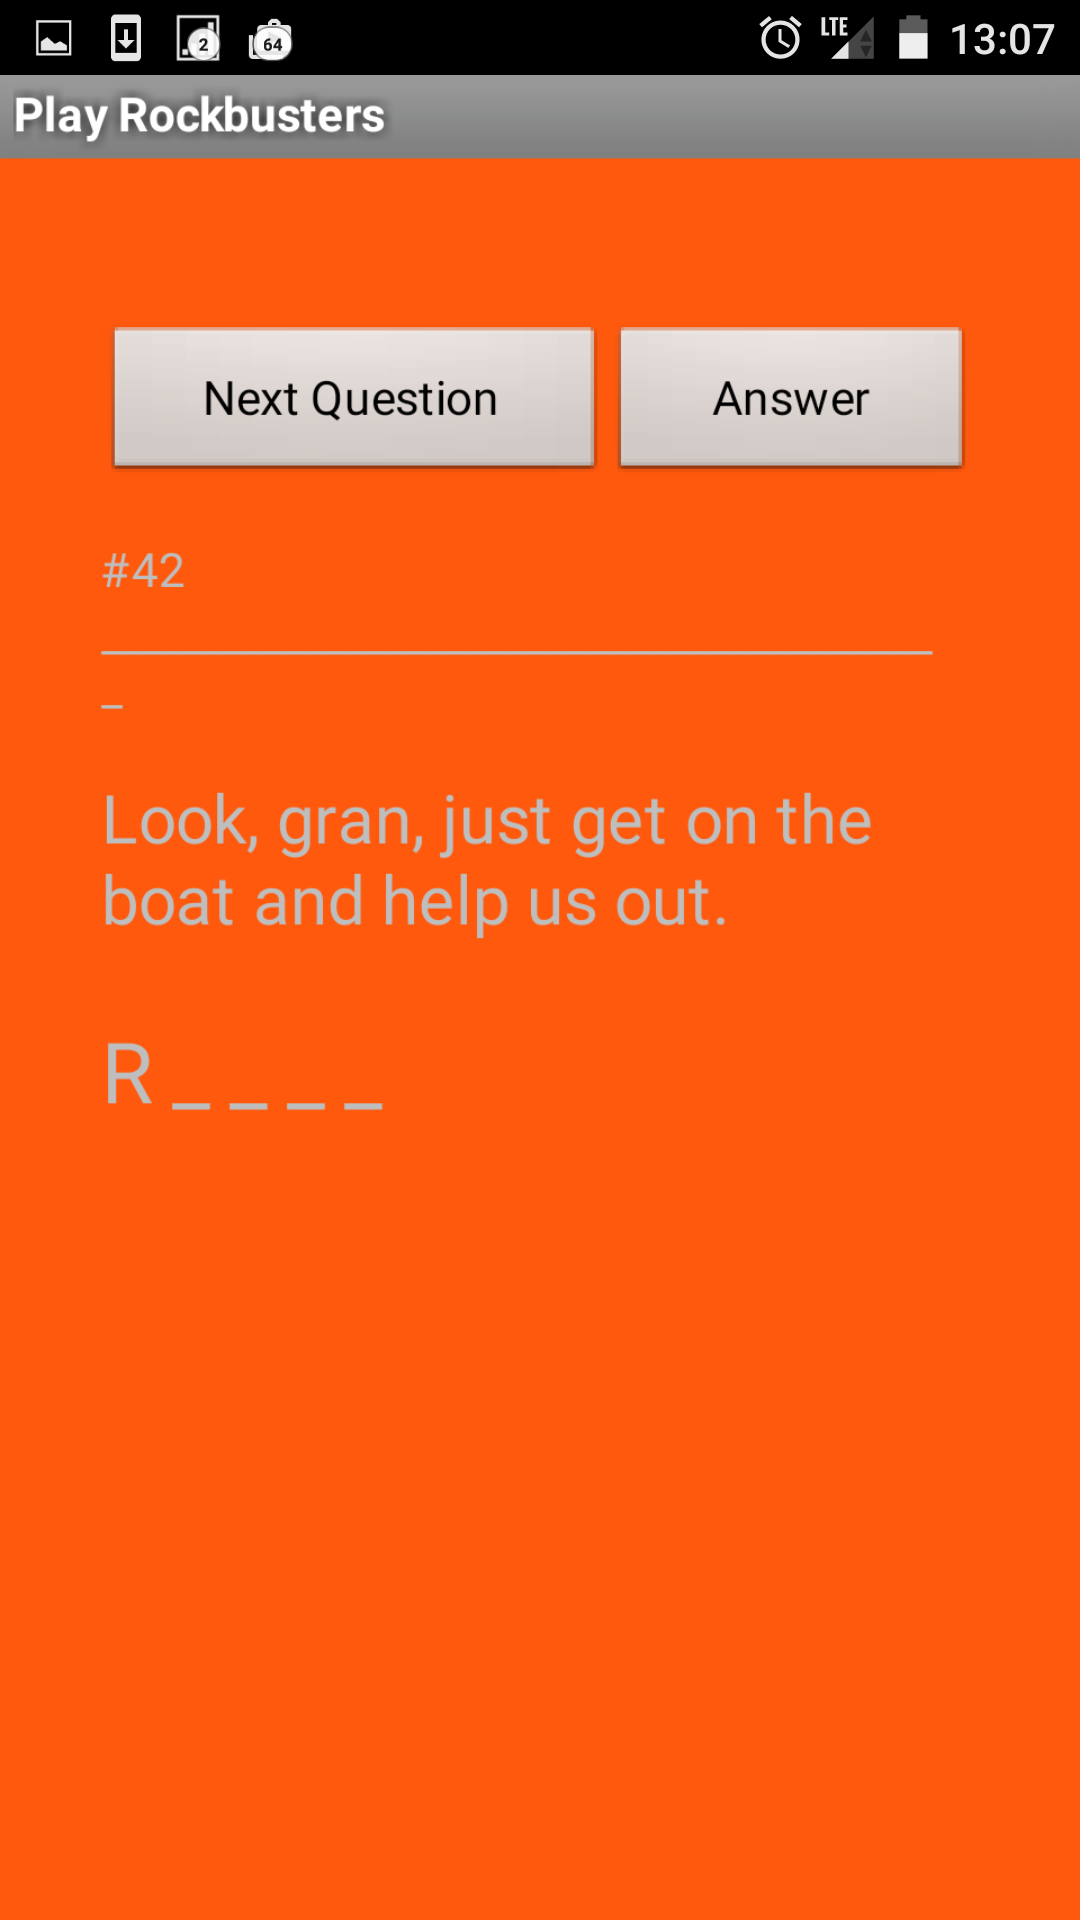 2 64 LTE 13:07
Play Rockbusters
Next Question Answer
#42
_
Look, gran, just get on the
boat and help us out.
R _ _ _ _